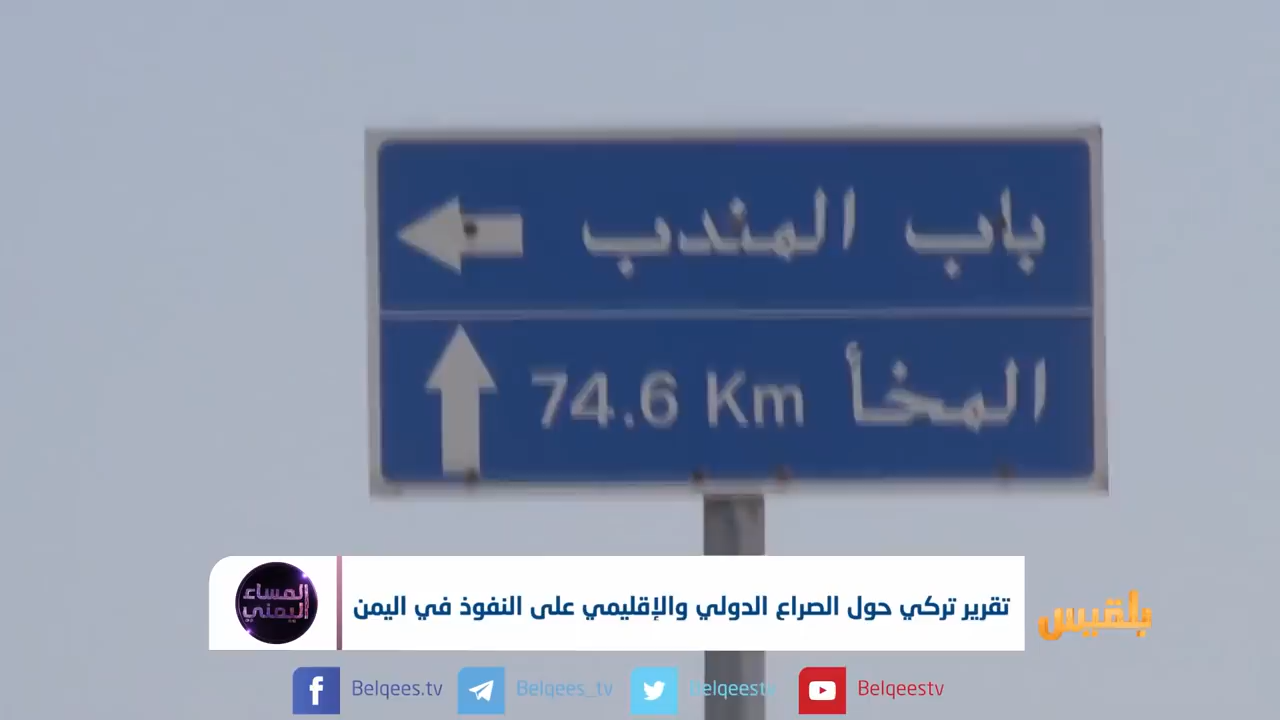 باب المندب
المخأ 74.6 Km
المساء
اليمني
تقرير تركي حول الصراع الدولي والإقليمي على النفوذ في اليمن
بلقيس
Belqees.tv
Belqees_tv
Belqeestv
Belqeestv